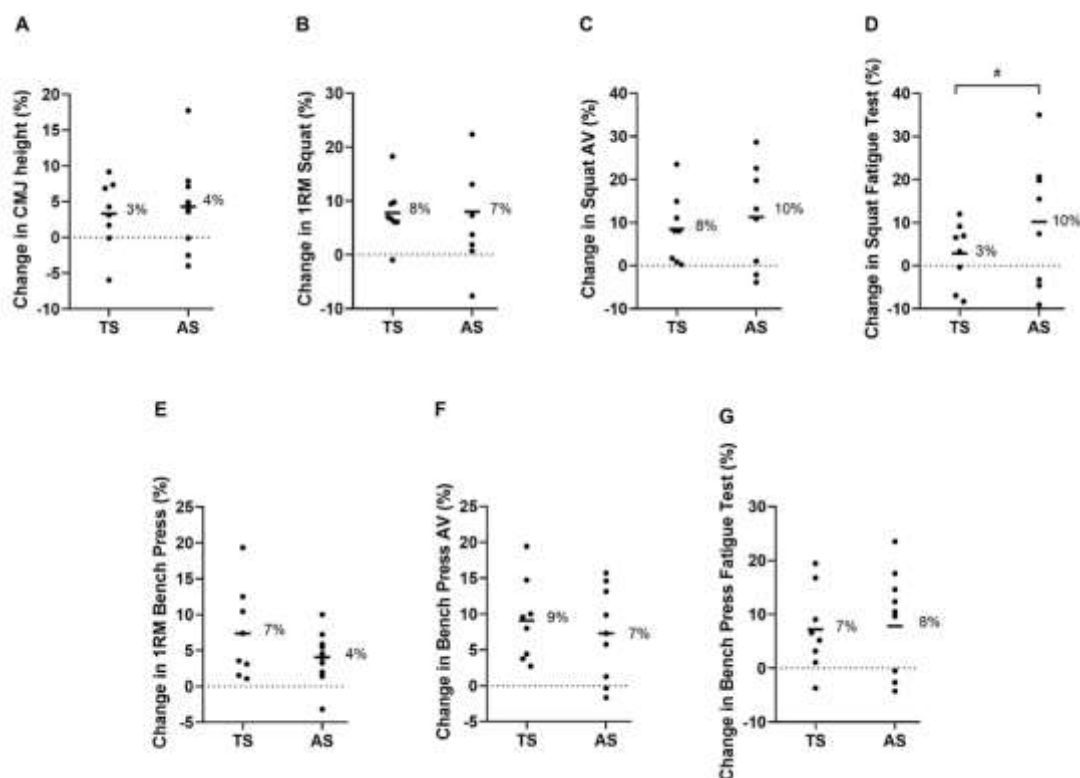 A
Change in CMJ height (%)
20
15
10
5
0
-5
-10
3%
4%
TS AS
B
Change in 1RM Squat (%)
30
20
10
0
-10
8%
7%
TS AS
C
Change in Squat AV (%)
40
30
20
10
0
-10
8%
10%
TS AS
D
Change in Squat Fatigue Test (%)
40
30
20
10
0
-10
#
3%
10%
TS AS
E
Change in 1RM Bench Press (%)
25
20
15
10
5
0
-5
7%
4%
TS AS
F
Change in Bench Press AV (%)
25
20
15
10
5
0
-5
9%
7%
TS AS
G
Change in Bench Press Fatigue Test (%)
30
20
10
0
-10
7%
8%
TS AS